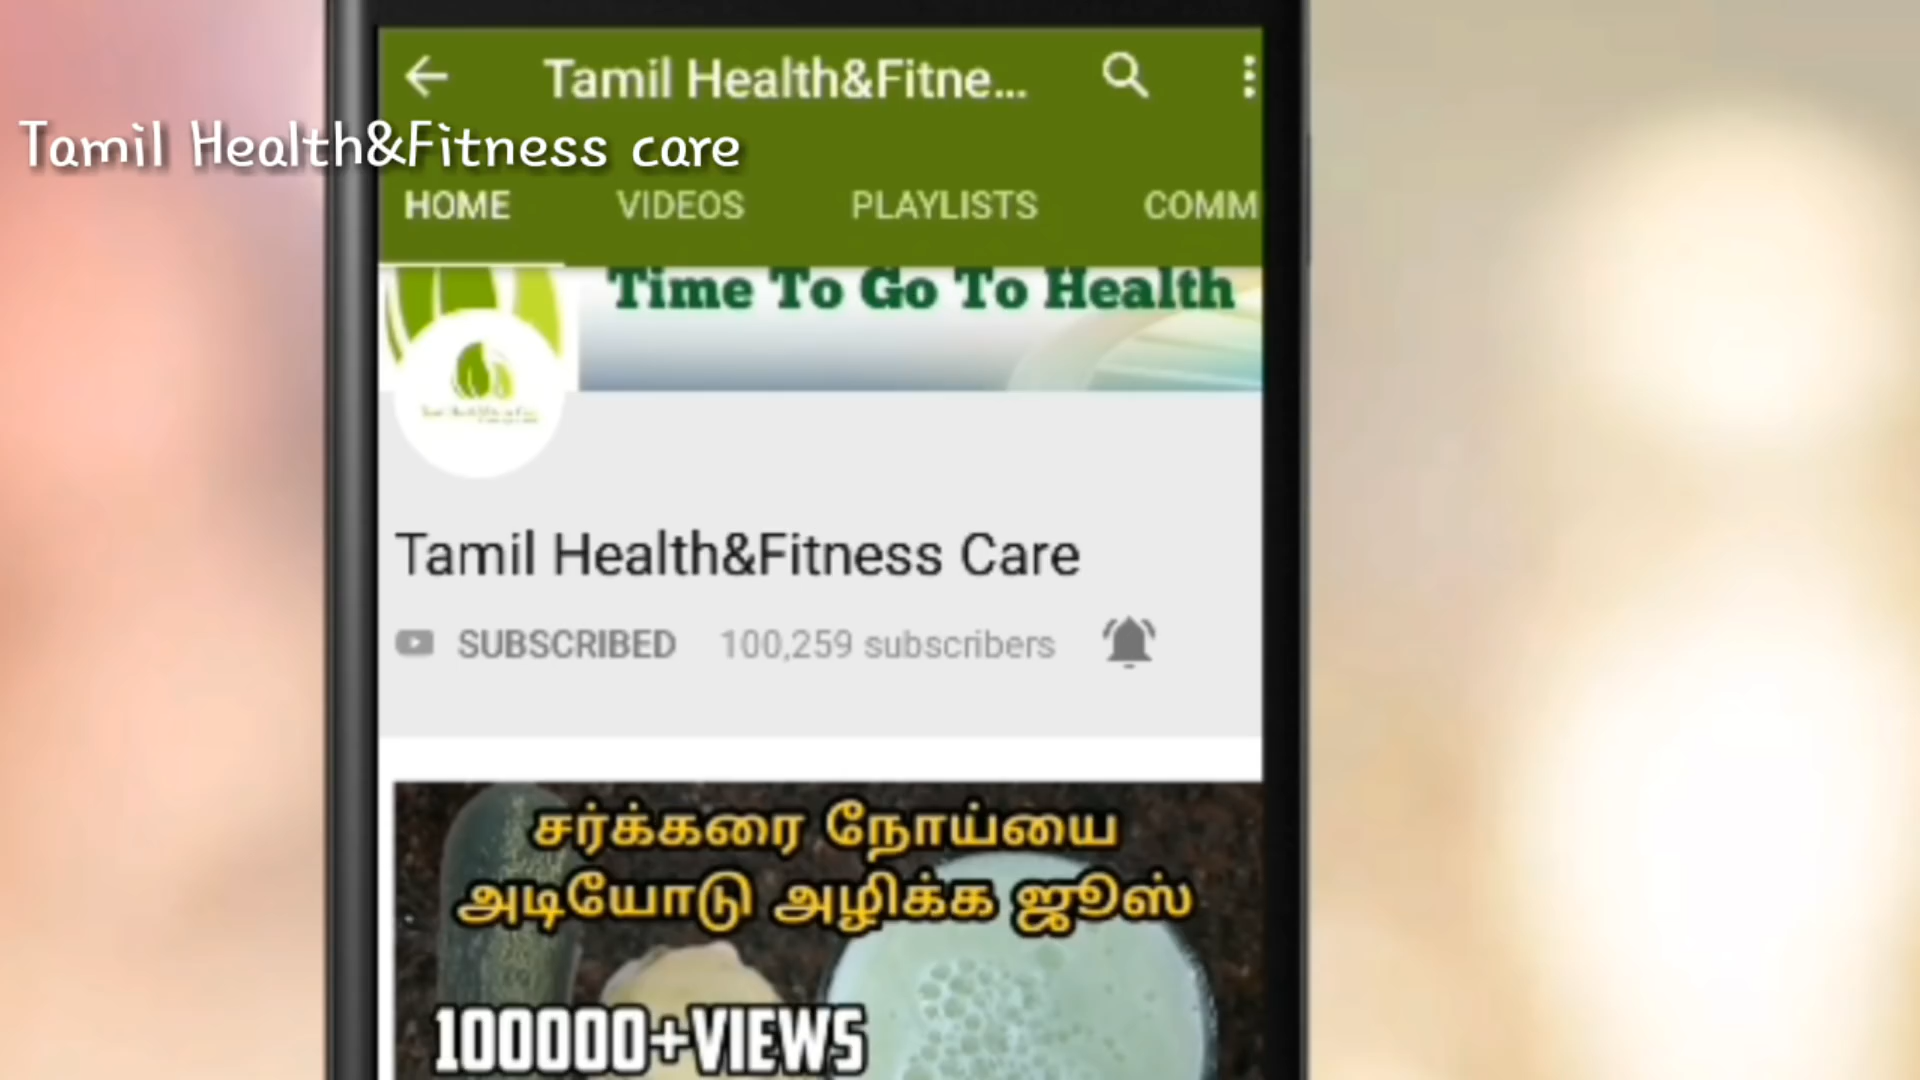 Tamil Health&Fitne...
Tamil Health&Fitness care
HOME VIDEOS PLAYLISTS COMM
Time To Go To Health
Tamil Health&Fitness Care
SUBSCRIBED 100,259 subscribers
சர்க்கரை நோய்யை
அடியோடு அழிக்க ஜூஸ்
100000+VIEWS